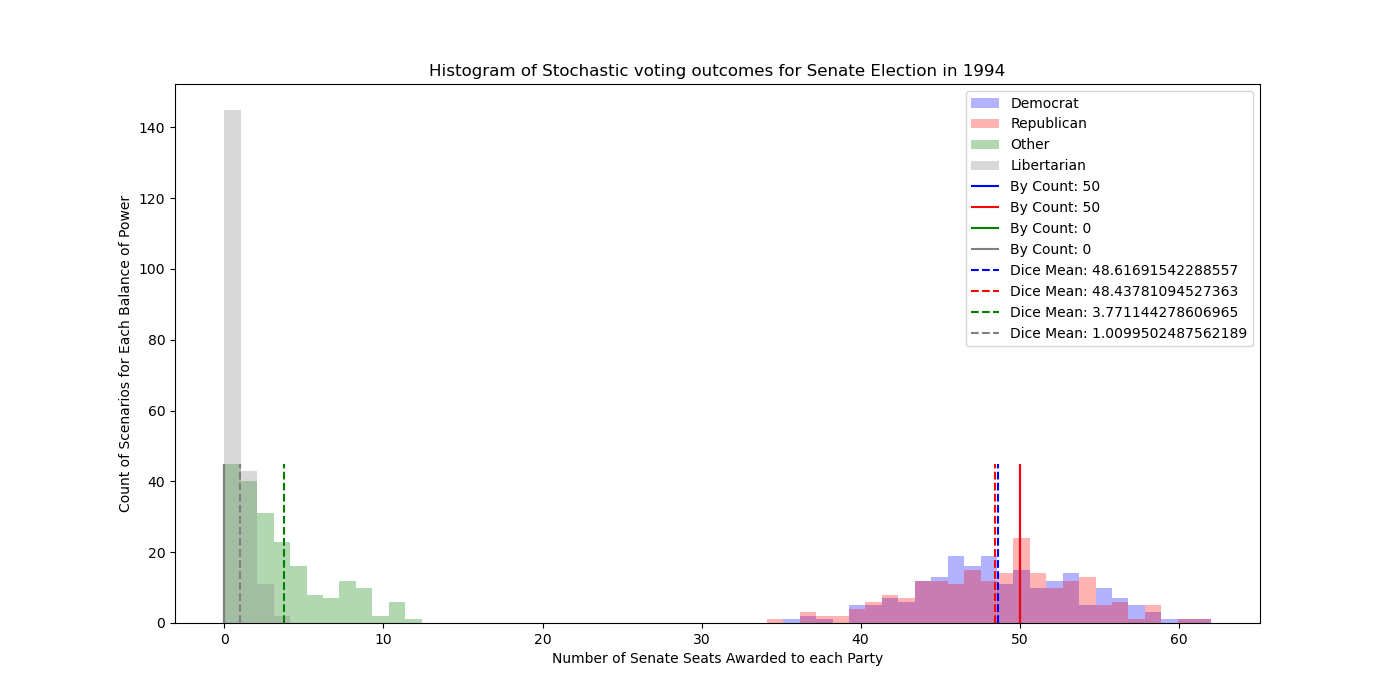 Histogram of Stochastic voting outcomes for Senate Election in 1994
Democrat
Republican
Other
Libertarian
By Count: 50
By Count: 50
By Count: 0
By Count: 0
Dice Mean: 48.61691542288557
Dice Mean: 48.43781094527363
Dice Mean: 3.771144278606965
Dice Mean: 1.0099502487562189
Count of Scenarios for Each Balance of Power
140
120
100
80
60
40
20
0
0 10 20 30 40 50 60
Number of Senate Seats Awarded to each Party